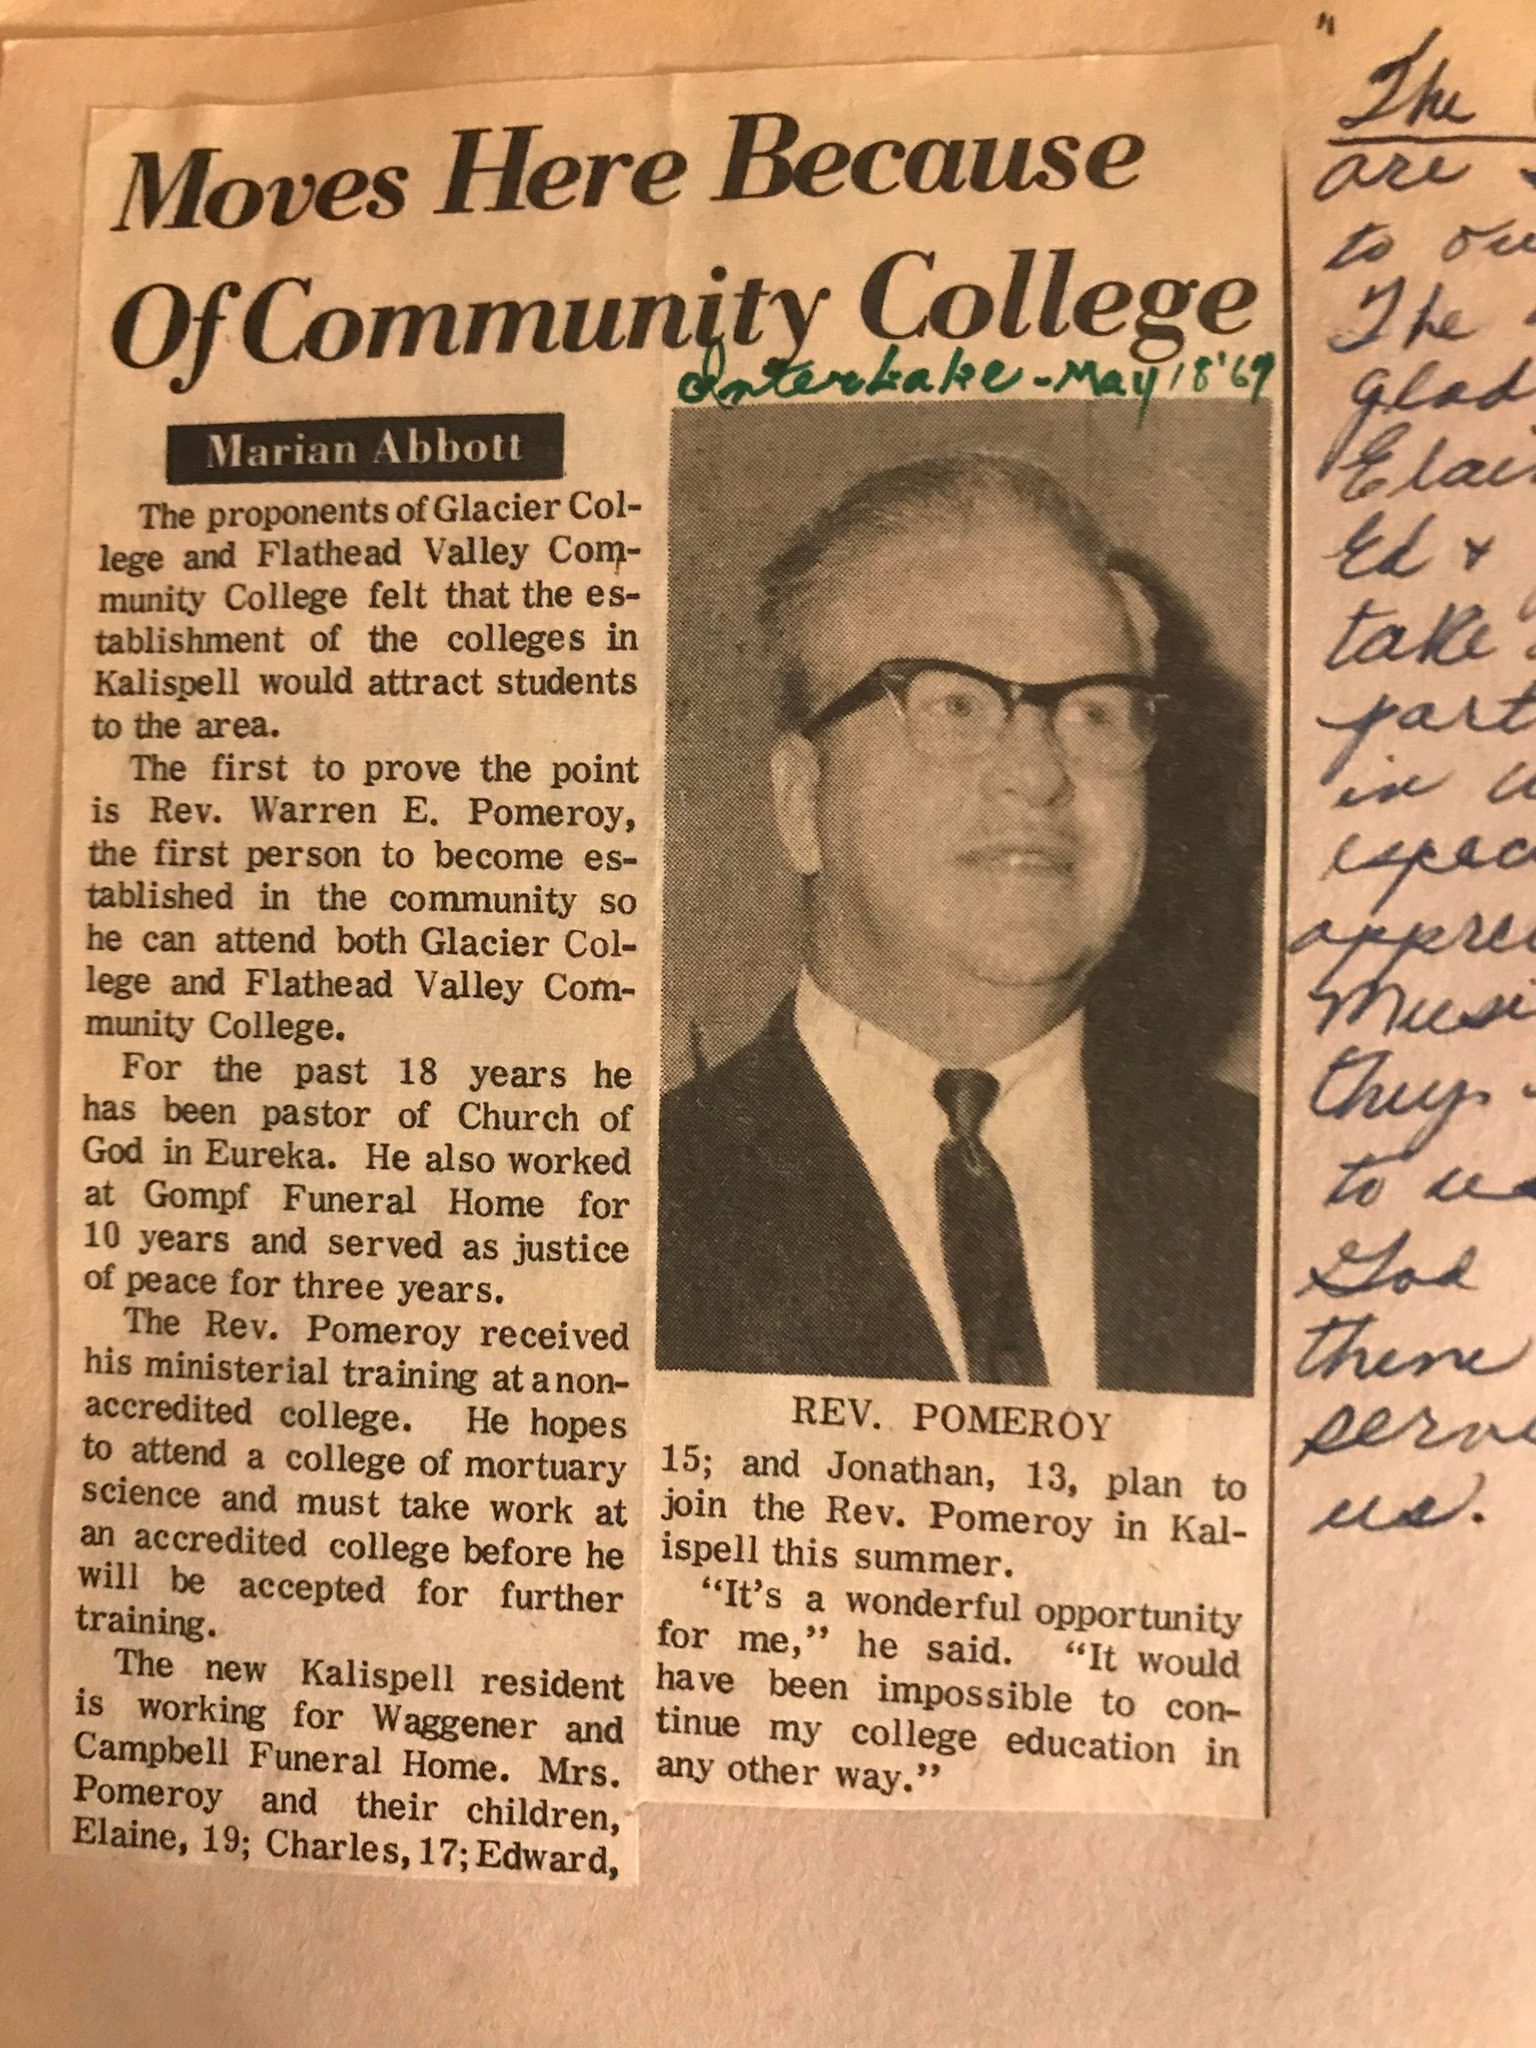 Moves Here Because
Of Community College
InterLake - May 18 '69
Marian Abbott
The proponents of Glacier Col-
lege and Flathead Valley Com-
munity College felt that the es-
tablishment of the colleges in
Kalispell would attract students
to the area.
The first to prove the point
is Rev. Warren E. Pomeroy,
the first person to become es-
tablished in the community so
he can attend both Glacier Col-
lege and Flathead Valley Com-
munity College.
For the past 18 years he
has been pastor of Church of
God in Eureka. He also worked
at Gompf Funeral Home for
10 years and served as justice
of peace for three years.
The Rev. Pomeroy received
his ministerial training at a non-
accredited college. He hopes
to attend a college of mortuary
science and must take work at
an accredited college before he
will be accepted for further
training.
The new Kalispell resident
is working for Waggener and
Campbell Funeral Home. Mrs.
Pomeroy and their children,
Elaine, 19; Charles, 17; Edward,
REV. POMEROY
15; and Jonathan, 13, plan to
join the Rev. Pomeroy in Kal-
ispell this summer.
"It's a wonderful opportunity
for me," he said. "It would
have been impossible to con-
tinue my college education in
any other way."
"The
are
to
The
Ed +
take
part
in
Musi
they
to us
God
there
serve
us.